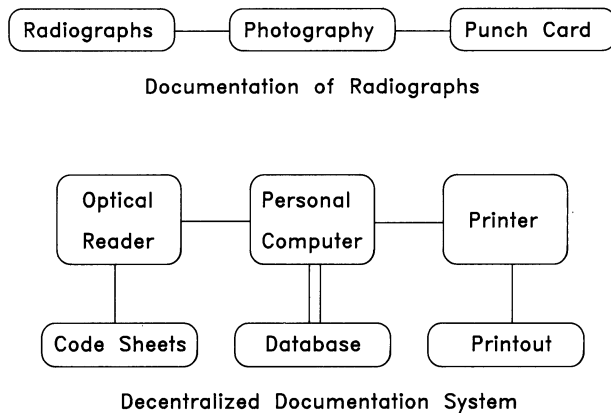 Radiographs Photography Punch Card
Documentation of Radiographs
Optical Reader
Personal Computer
Printer
Code Sheets Database Printout
Decentralized Documentation System